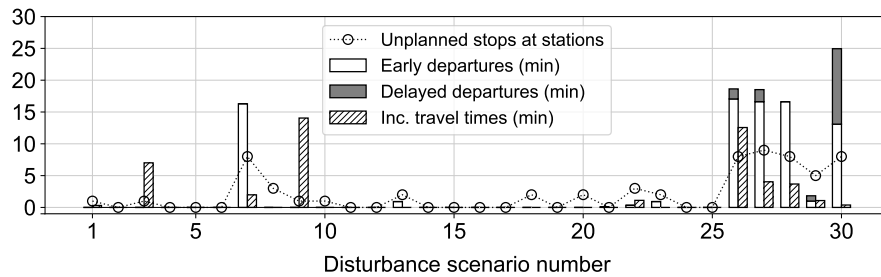 30
25
20
15
10
5
0
Unplanned stops at stations
Early departures (min)
Delayed departures (min)
Inc. travel times (min)
1 5 10 15 20 25 30
Disturbance scenario number